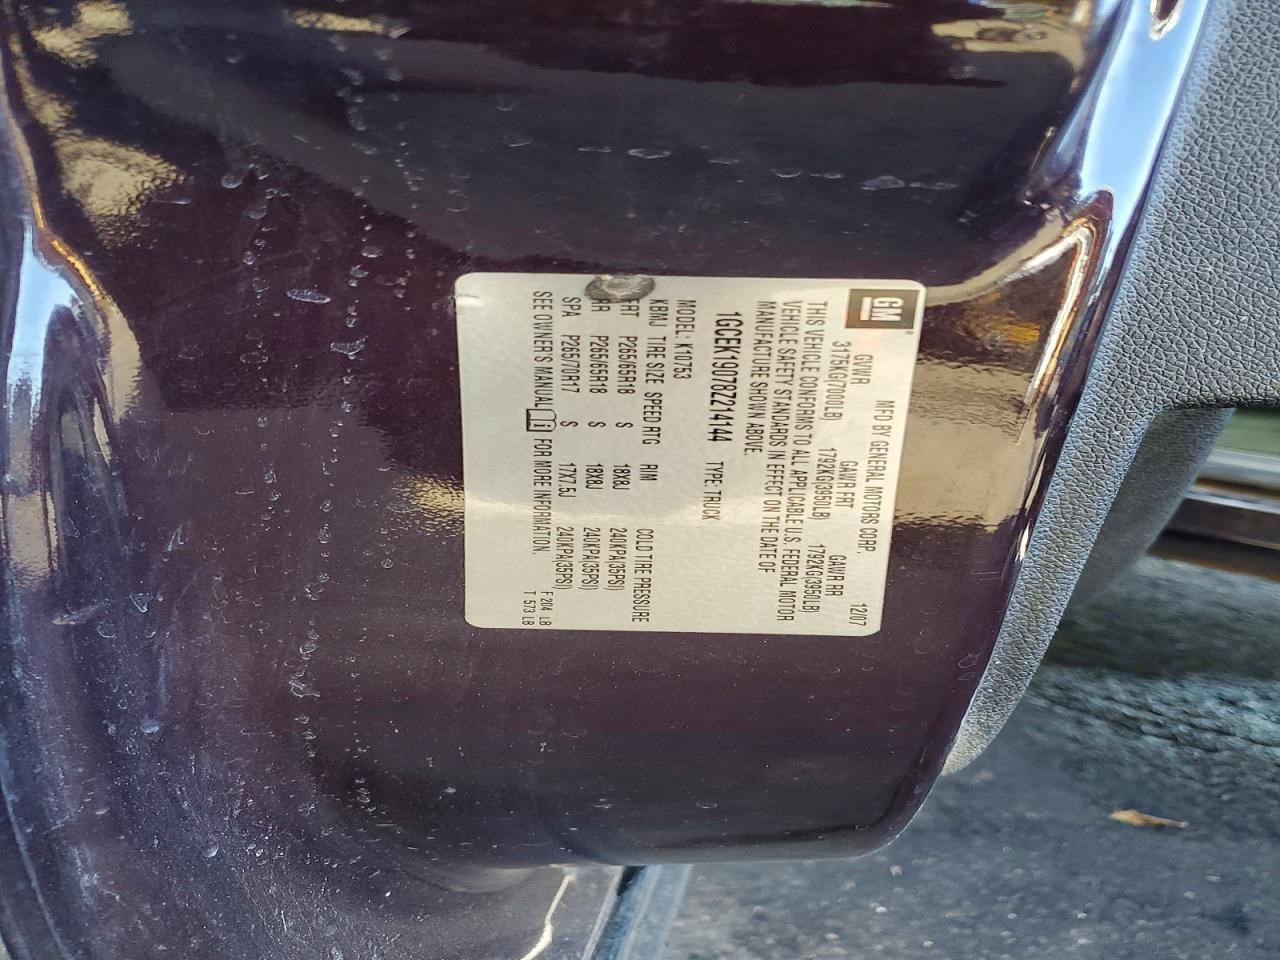 GM
MFD BY GENERAL MOTORS CORP. 12/07
GVWR GAWR FRT GAWR RR
3175KG(7000LB) 1792KG(3950LB) 1792KG(3950LB)
THIS VEHICLE CONFORMS TO ALL APPLICABLE U.S. FEDERAL MOTOR
VEHICLE SAFETY STANDARDS IN EFFECT ON THE DATE OF
MANUFACTURE SHOWN ABOVE.
1GCEK19078Z214144 TYPE: TRUCK
MODEL: K10753
KBMJ TIRE SIZE SPEED RTG RIM COLD TIRE PRESSURE
FRT P265/65R18 S 18X8J 240KPA(35PSI)
RR P265/65R18 S 18X8J 240KPA(35PSI)
SPA P265/70R17 S 17X7.5J 240KPA(35PSI)
SEE OWNER'S MANUAL i FOR MORE INFORMATION. F 204 LB
T 573 LB